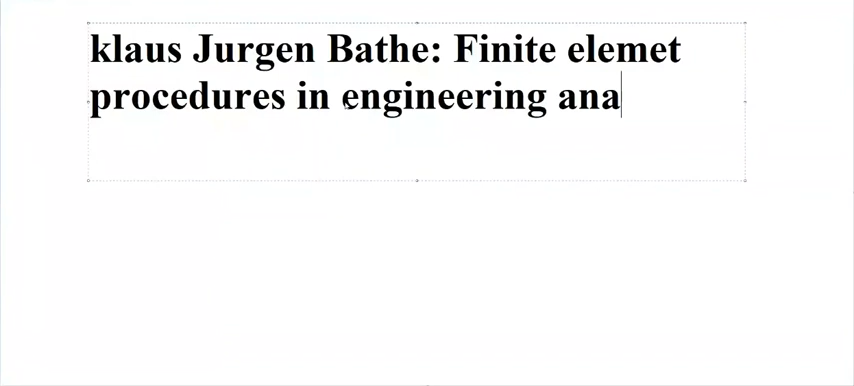 klaus Jurgen Bathe: Finite elemet
procedures in engineering ana